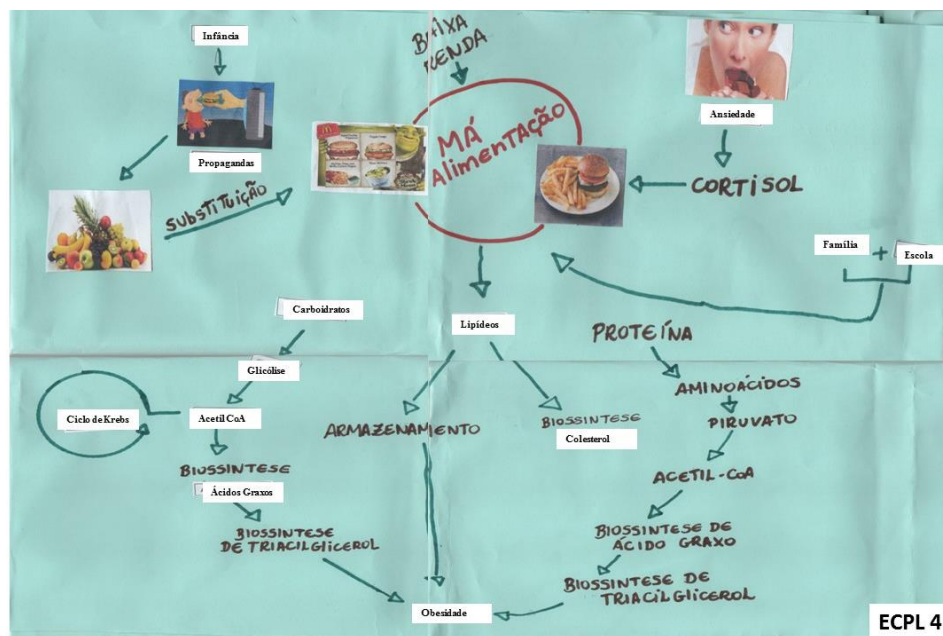 Infância
Propagandas
SUBSTITUIÇÃO
BAIXA
RENDA
MÁ
Alimentação
Ansiedade
CORTISOL
Família + Escola
Carboidratos
Glicólise
Acetil CoA
Ciclo de Krebs
BIOSSINTESE
Ácidos Graxos
BIOSSINTESE
DE TRIACILGLICEROL
Lipídeos
ARMAZENAMENTO
BIOSSINTESE
Colesterol
PROTEÍNA
AMINOÁCIDOS
PIRUVATO
ACETIL-COA
BIOSSINTESE DE
ÁCIDO GRAXO
BIOSSINTESE DE
TRIACILGLICEROL
Obesidade
ECPL 4